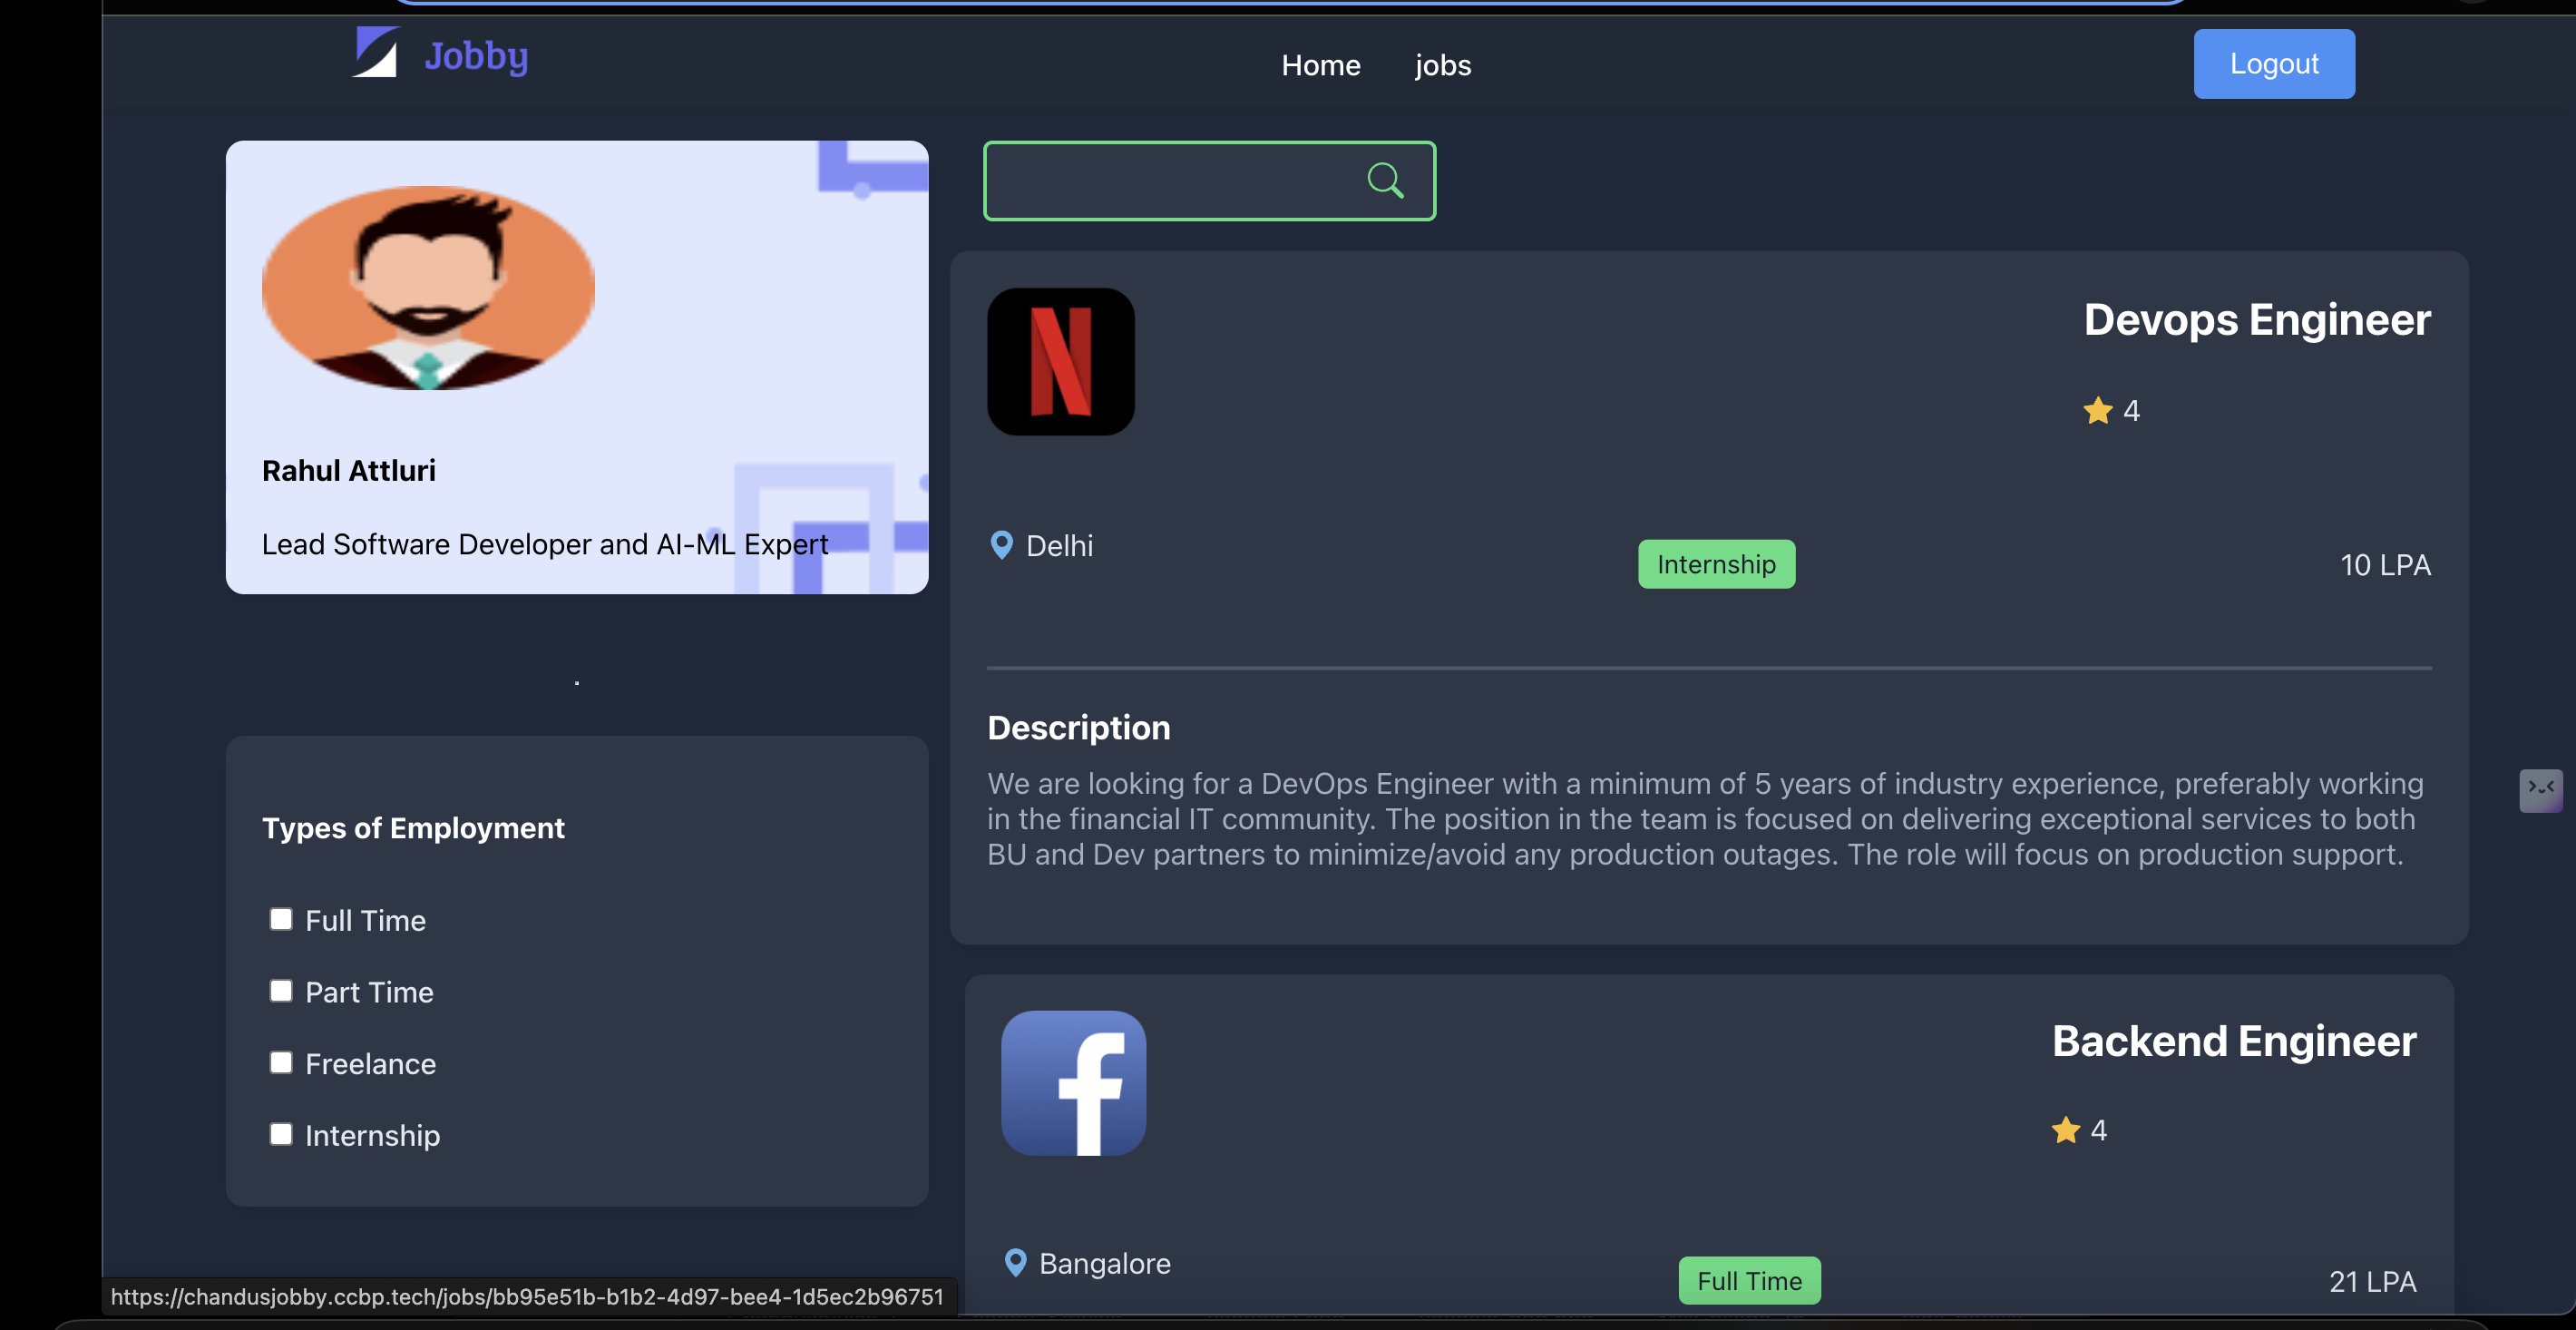 Jobby
Home jobs
Logout
Rahul Attluri
Lead Software Developer and AI-ML Expert
Types of Employment
Full Time
Part Time
Freelance
Internship
Devops Engineer
4
Delhi
Internship
10 LPA
Description
We are looking for a DevOps Engineer with a minimum of 5 years of industry experience, preferably working
in the financial IT community. The position in the team is focused on delivering exceptional services to both
BU and Dev partners to minimize/avoid any production outages. The role will focus on production support.
Backend Engineer
4
Bangalore
Full Time
21 LPA
https://chandusjobby.ccbp.tech/jobs/bb95e51b-b1b2-4d97-bee4-1d5ec2b96751